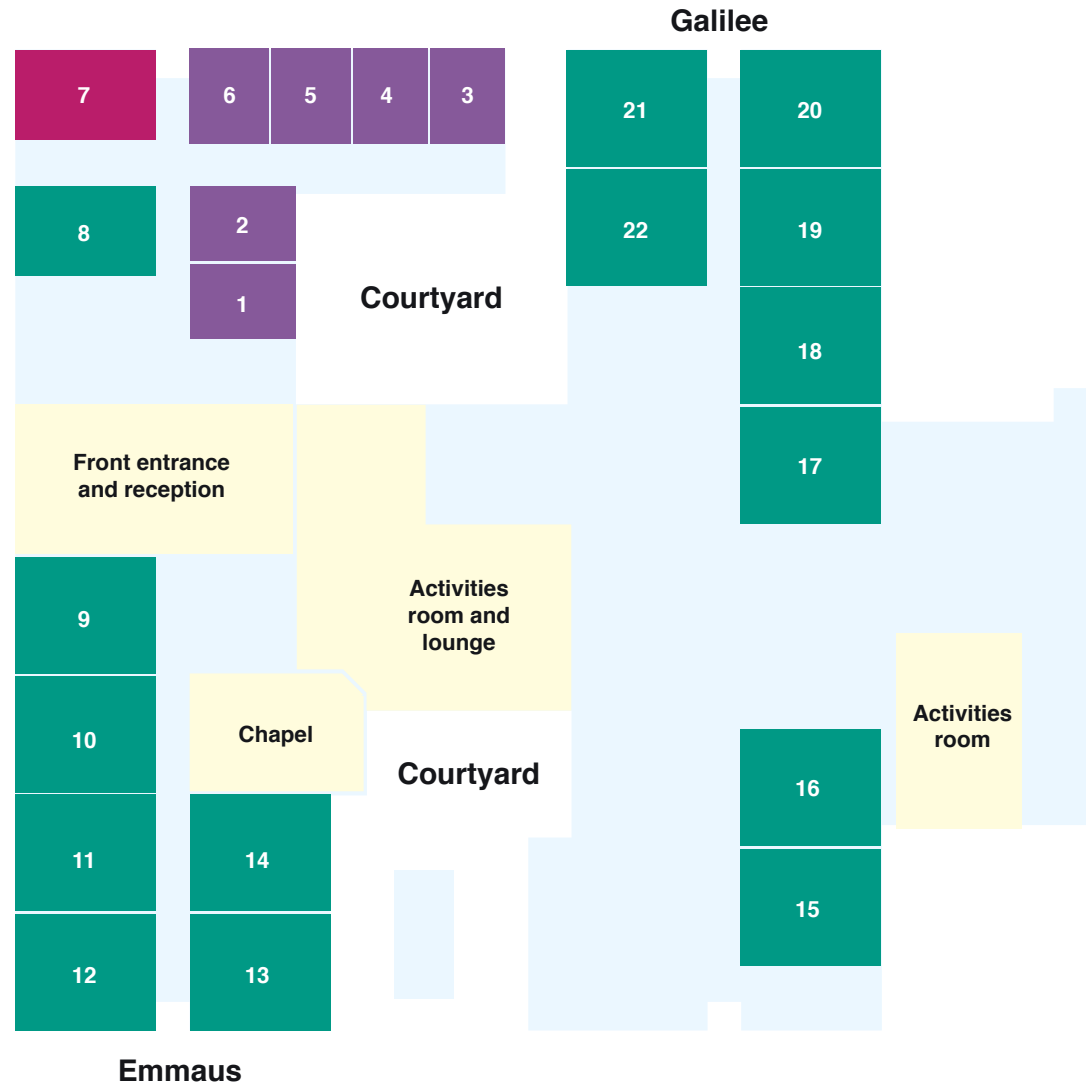 Galilee
7
6
5
4
3
21
20
8
2
22
19
1
Courtyard
18
Front entrance
and reception
17
9
Activities
room and
lounge
10
Chapel
Activities
room
Courtyard
16
11
14
15
12
13
Emmaus